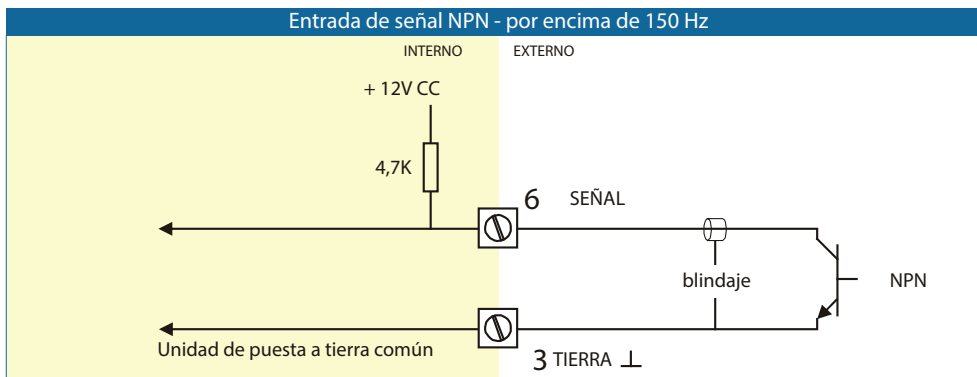 Entrada de señal NPN - por encima de 150 Hz
INTERNO
EXTERNO
+ 12V CC
4,7K
6 SEÑAL
blindaje
NPN
Unidad de puesta a tierra común
3 TIERRA